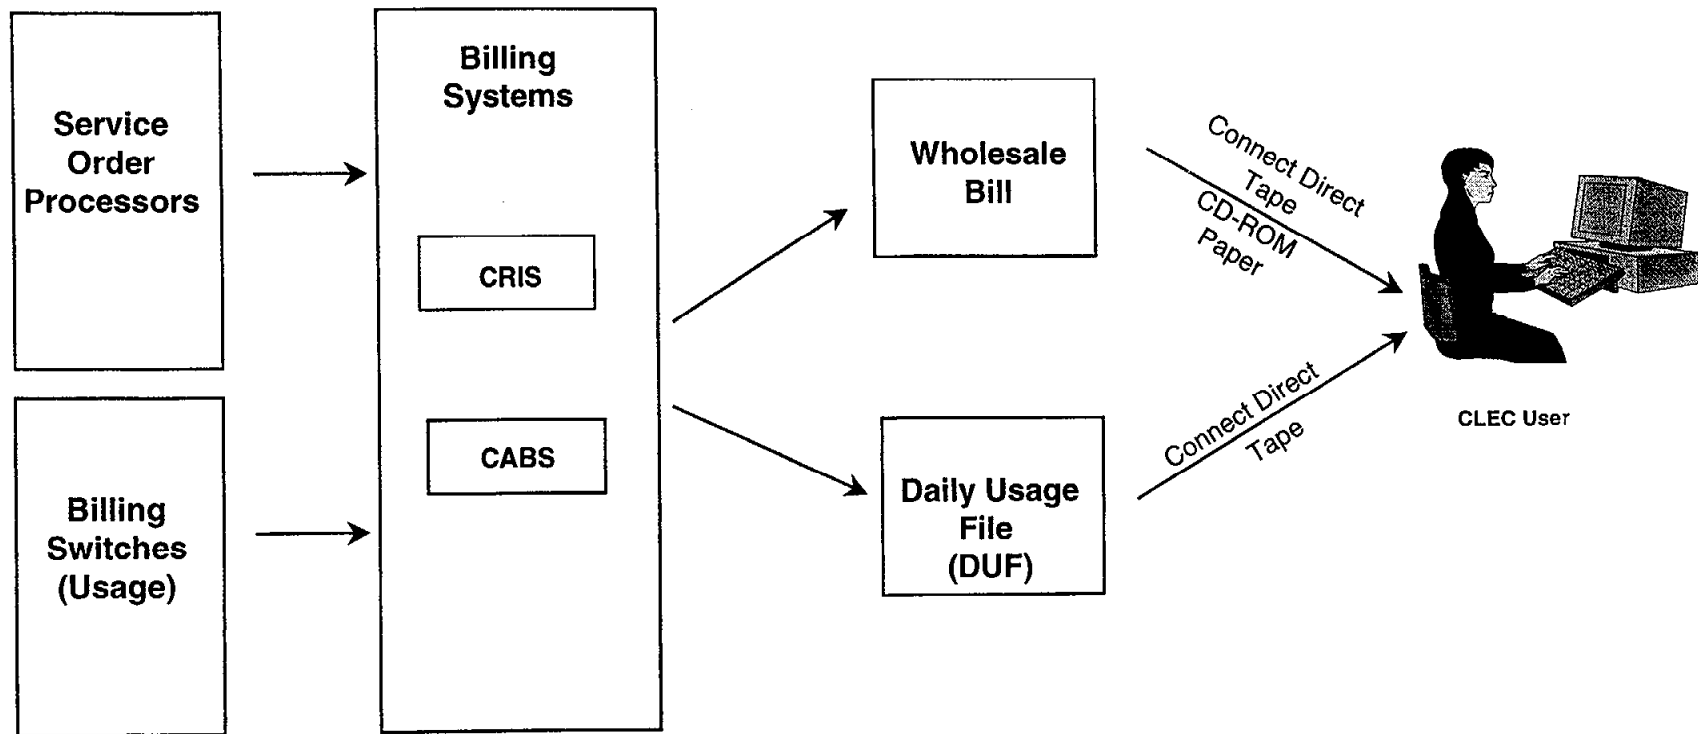 Service
Order
Processors
Billing
Switches
(Usage)
Billing
Systems
CRIS
CABS
Wholesale
Bill
Daily Usage
File
(DUF)
Connect Direct
Tape
CD-ROM
Paper
Connect Direct
Tape
CLEC User